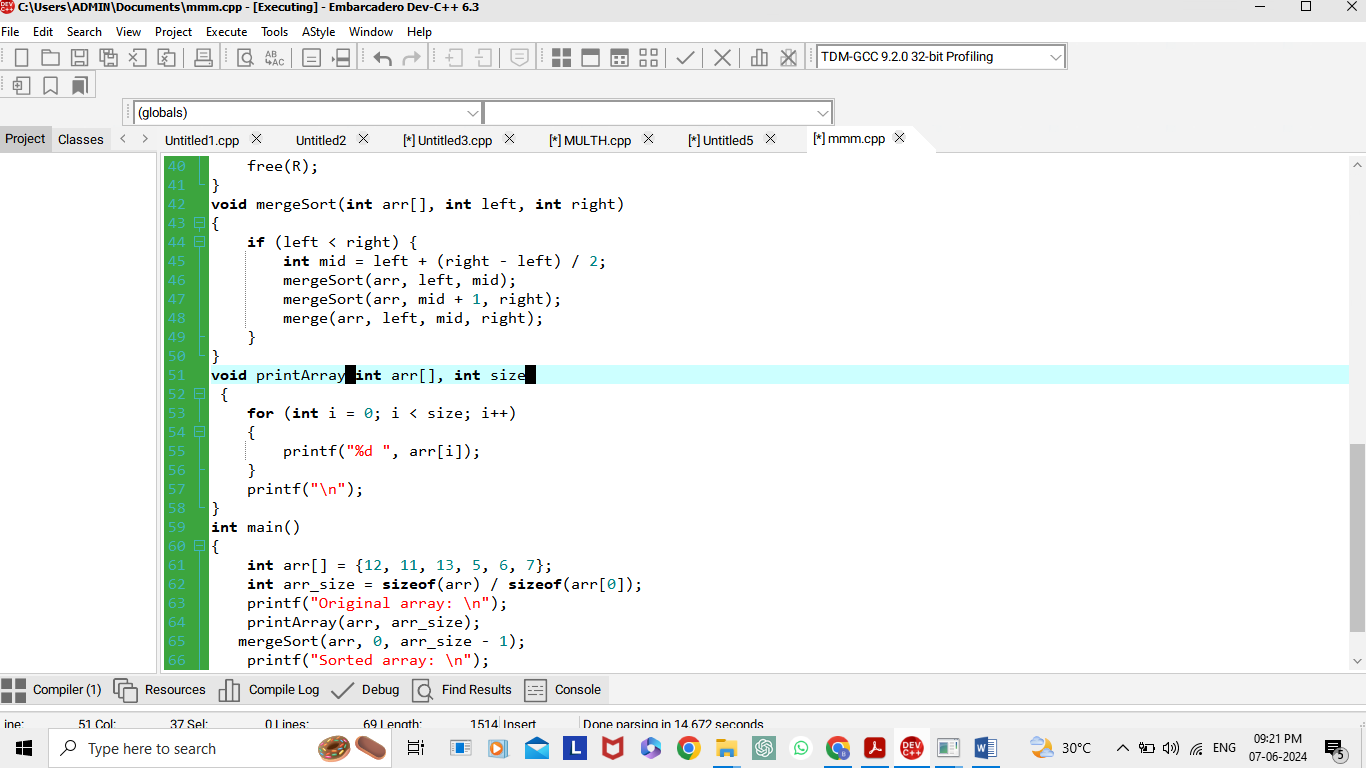 C:\Users\ADMIN\Documents\mmm.cpp - [Executing] - Embarcadero Dev-C++ 6.3
File Edit Search View Project Execute Tools AStyle Window Help
TDM-GCC 9.2.0 32-bit Profiling
(globals)
Project Classes Untitled1.cpp Untitled2 [*] Untitled3.cpp [*] MULTH.cpp [*] Untitled5 [*] mmm.cpp
40 free(R);
41 }
42 void mergeSort(int arr[], int left, int right)
43 {
44 if (left < right) {
45 int mid = left + (right - left) / 2;
46 mergeSort(arr, left, mid);
47 mergeSort(arr, mid + 1, right);
48 merge(arr, left, mid, right);
49 }
50 }
51 void printArray int arr[], int size
52 {
53 for (int i = 0; i < size; i++)
54 {
55 printf("%d ", arr[i]);
56 }
57 printf("\n");
58 }
59 int main()
60 {
61 int arr[] = {12, 11, 13, 5, 6, 7};
62 int arr_size = sizeof(arr) / sizeof(arr[0]);
63 printf("Original array: \n");
64 printArray(arr, arr_size);
65 mergeSort(arr, 0, arr_size - 1);
66 printf("Sorted array: \n");
Compiler (1) Resources Compile Log Debug Find Results Console
ine: 51 Col: 37 Sel: 0 Lines: 69 Length: 1514 Insert Done parsing in 14.672 seconds
Type here to search 30°C ENG 09:21 PM
07-06-2024 5